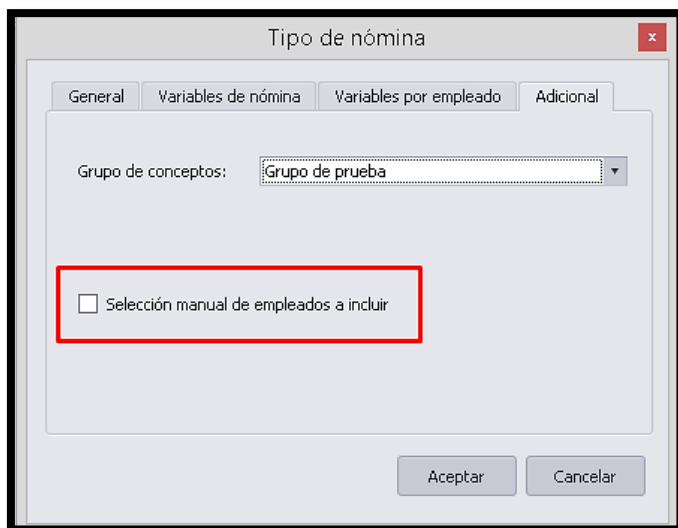 Tipo de nómina
x
General
Variables de nómina
Variables por empleado
Adicional
Grupo de conceptos:
Grupo de prueba
Selección manual de empleados a incluir
Aceptar
Cancelar